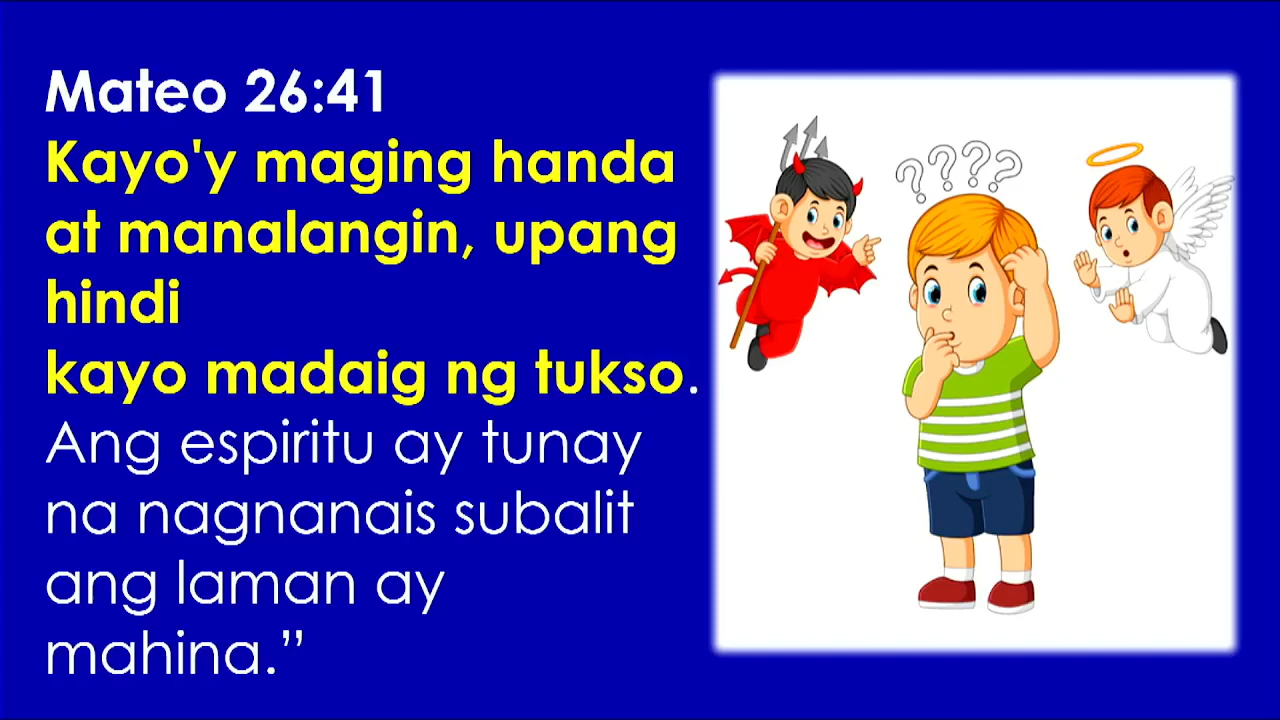 Mateo 26:41
Kayo'y maging handa
at manalangin, upang
hindi
kayo madaig ng tukso.
Ang espiritu ay tunay
na nagnanais subalit
ang laman ay
mahina.”
????